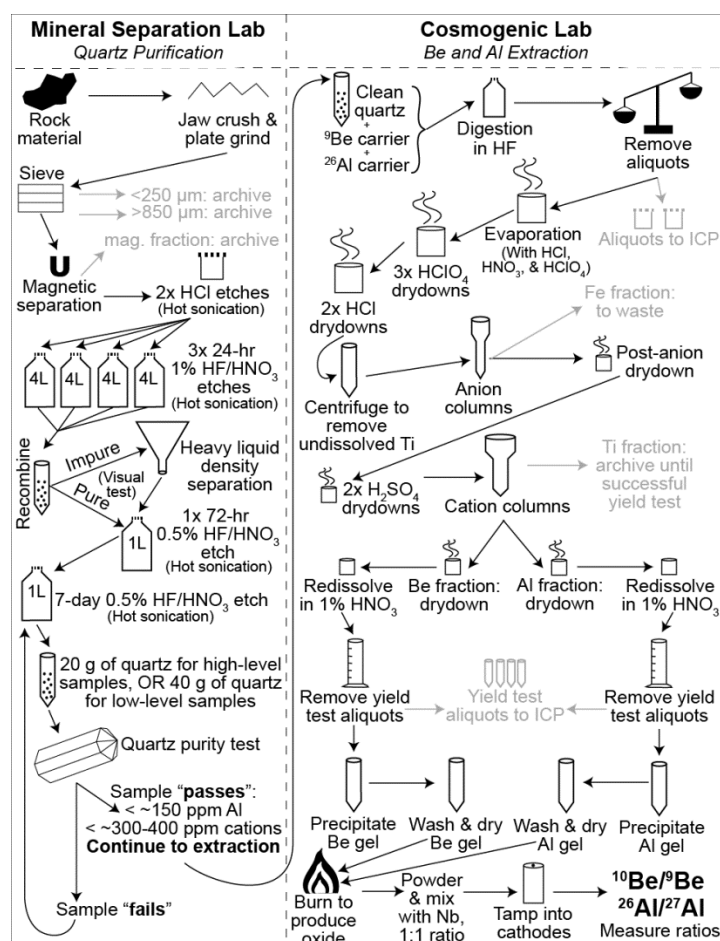 Mineral Separation Lab
Quartz Purification
Rock
material
Jaw crush &
plate grind
Sieve
<250 μm: archive
>850 μm: archive
mag. fraction: archive
U
Magnetic
separation
2x HCl etches
(Hot sonication)
4L
4L
4L
4L
3x 24-hr
1% HF/HNO₃
etches
(Hot sonication)
Recombine
Impure
(Visual
test)
Pure
Heavy liquid
density
separation
1L
1x 72-hr
0.5% HF/HNO₃
etch
(Hot sonication)
1L
7-day 0.5% HF/HNO₃ etch
(Hot sonication)
20 g of quartz for high-level
samples, OR 40 g of quartz
for low-level samples
Quartz purity test
Sample "passes":
< ~150 ppm Al
< ~300-400 ppm cations
Continue to extraction
Sample "fails"
Cosmogenic Lab
Be and Al Extraction
Clean
quartz
+
⁹Be carrier
+
²⁶Al carrier
Digestion
in HF
Remove
aliquots
Aliquots to ICP
Evaporation
(With HCl,
HNO₃, & HClO₄)
3x HClO₄
drydowns
2x HCl
drydowns
Centrifuge to
remove
undissolved Ti
Anion
columns
Fe fraction:
to waste
Post-anion
drydown
2x H₂SO₄
drydowns
Cation columns
Ti fraction:
archive until
successful
yield test
Redissolve
in 1% HNO₃
Be fraction:
drydown
Al fraction:
drydown
Redissolve
in 1% HNO₃
Remove yield
test aliquots
Yield test
aliquots to ICP
Remove yield
test aliquots
Precipitate
Be gel
Wash & dry
Be gel
Wash & dry
Al gel
Precipitate
Al gel
Burn to
produce
oxide
Powder
& mix
with Nb,
1:1 ratio
Tamp into
cathodes
¹⁰Be/⁹Be
²⁶Al/²⁷Al
Measure ratios